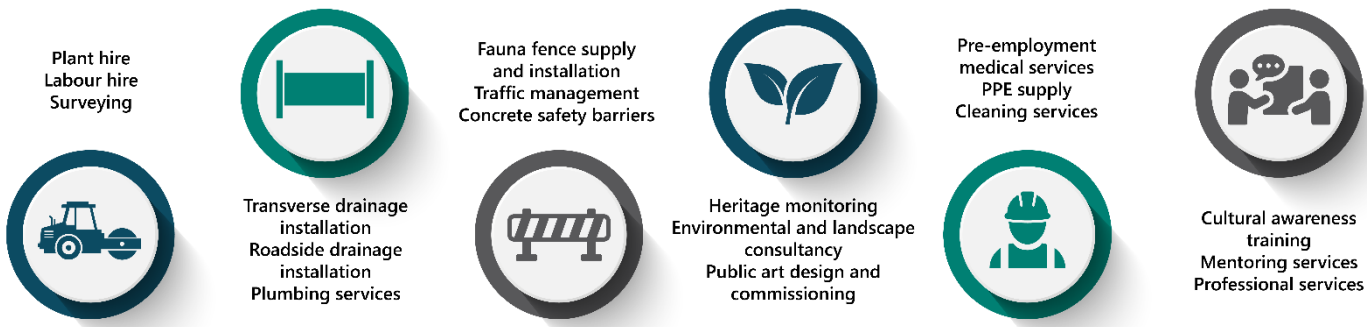 Plant hire
Labour hire
Surveying
Transverse drainage
installation
Roadside drainage
installation
Plumbing services
Fauna fence supply
and installation
Traffic management
Concrete safety barriers
Heritage monitoring
Environmental and landscape
consultancy
Public art design and
commissioning
Pre-employment
medical services
PPE supply
Cleaning services
Cultural awareness
training
Mentoring services
Professional services